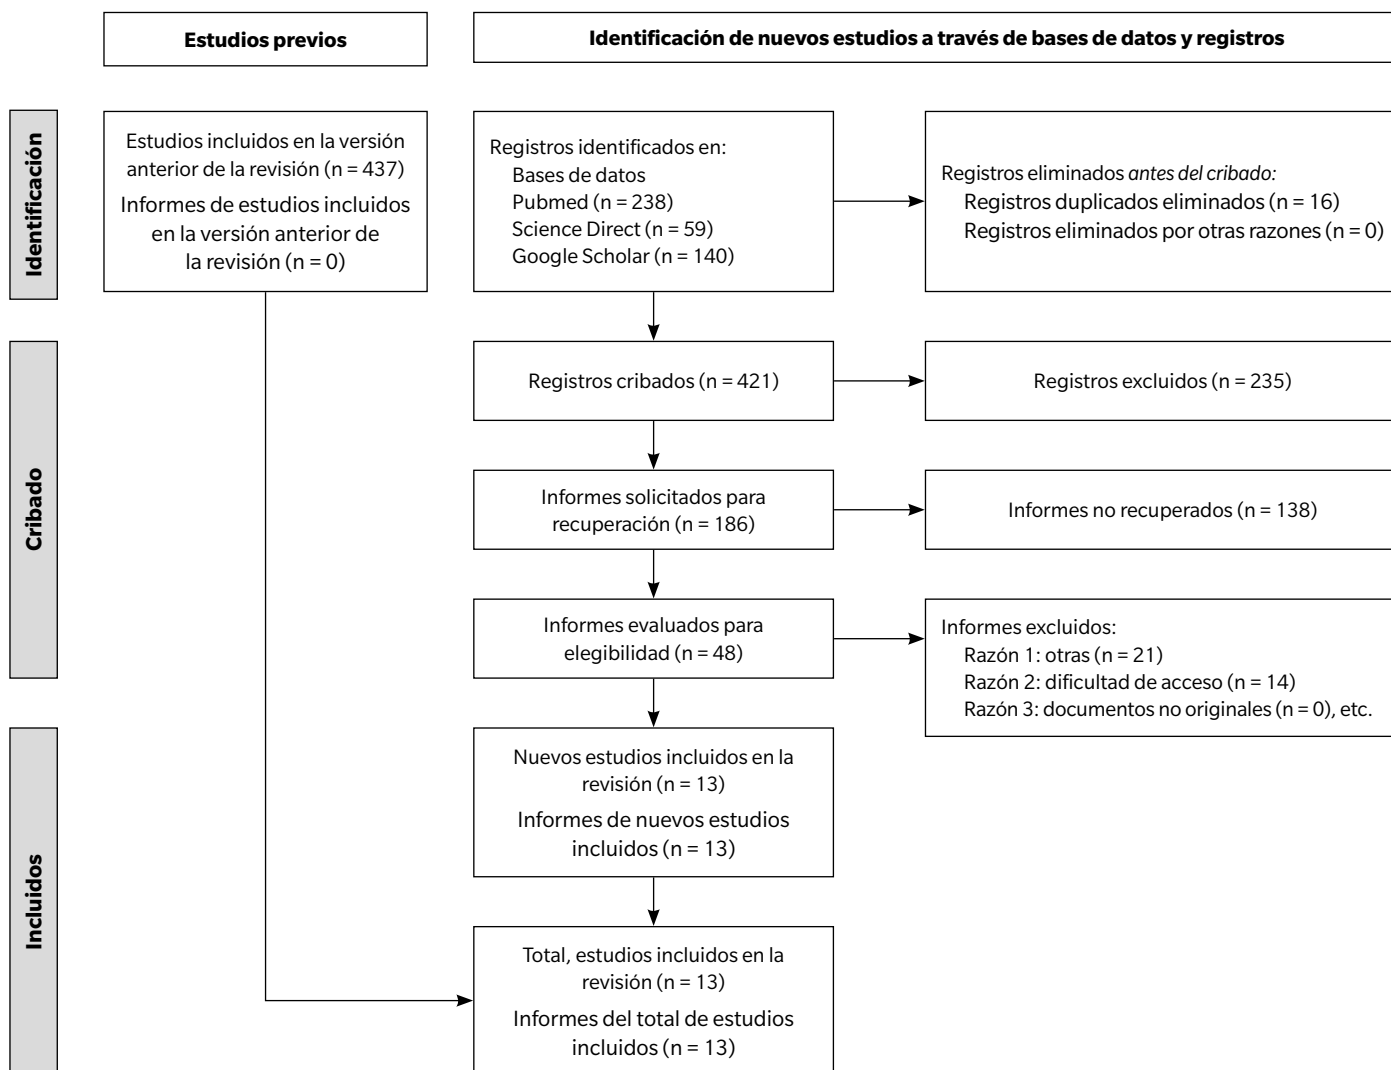 Estudios previos
Identificación de nuevos estudios a través de bases de datos y registros
Identificación
Estudios incluidos en la versión
anterior de la revisión (n = 437)
Informes de estudios incluidos
en la versión anterior de
la revisión (n = 0)
Registros identificados en:
Bases de datos
Pubmed (n = 238)
Science Direct (n = 59)
Google Scholar (n = 140)
Registros eliminados antes del cribado:
Registros duplicados eliminados (n = 16)
Registros eliminados por otras razones (n = 0)
Cribado
Registros cribados (n = 421)
Registros excluidos (n = 235)
Informes solicitados para
recuperación (n = 186)
Informes no recuperados (n = 138)
Informes evaluados para
elegibilidad (n = 48)
Informes excluidos:
Razón 1: otras (n = 21)
Razón 2: dificultad de acceso (n = 14)
Razón 3: documentos no originales (n = 0), etc.
Incluidos
Nuevos estudios incluidos en la
revisión (n = 13)
Informes de nuevos estudios
incluidos (n = 13)
Total, estudios incluidos en la
revisión (n = 13)
Informes del total de estudios
incluidos (n = 13)